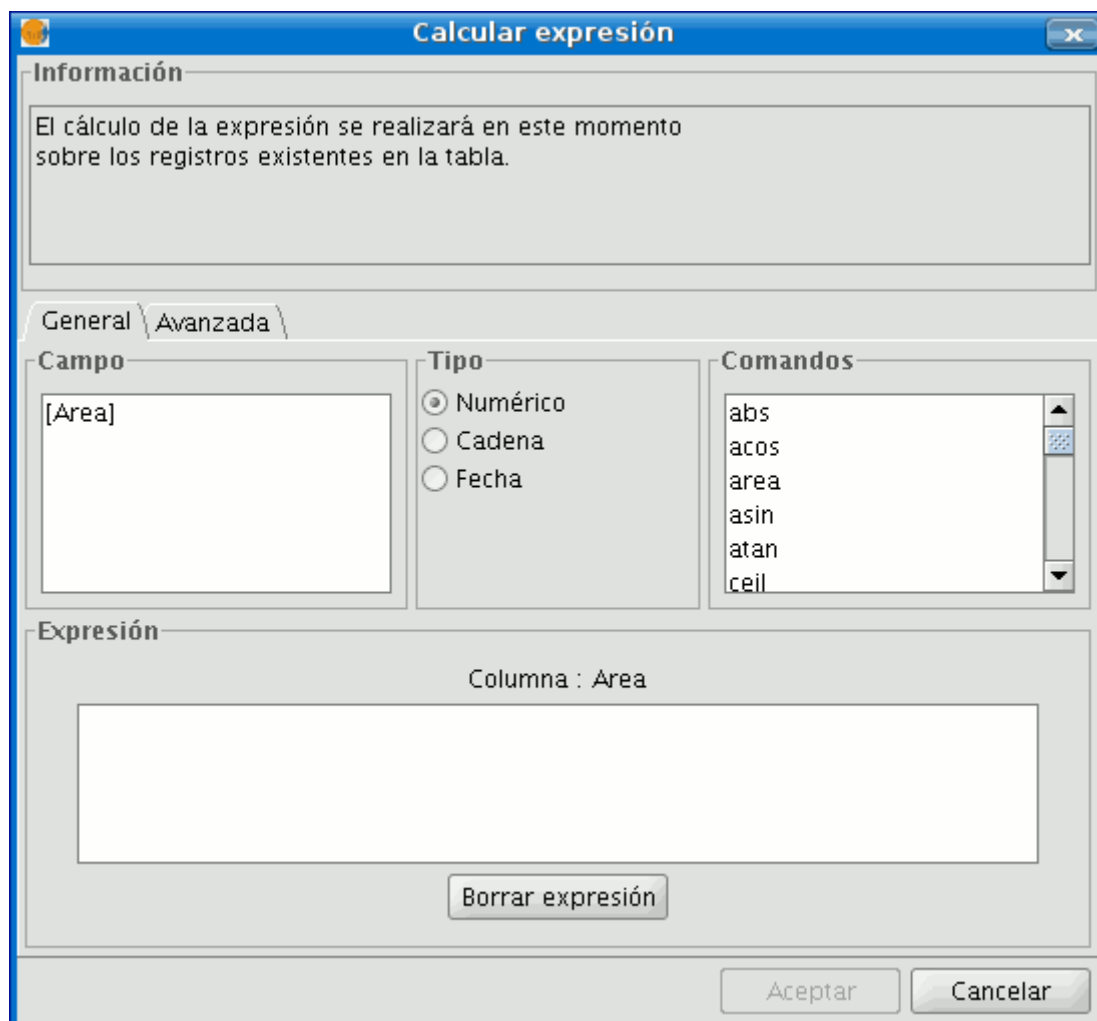 Calcular expresión
Información
El cálculo de la expresión se realizará en este momento
sobre los registros existentes en la tabla.
General
Avanzada
Campo
[Area]
Tipo
Numérico
Cadena
Fecha
Comandos
abs
acos
area
asin
atan
ceil
Expresión
Columna : Area
Borrar expresión
Aceptar
Cancelar